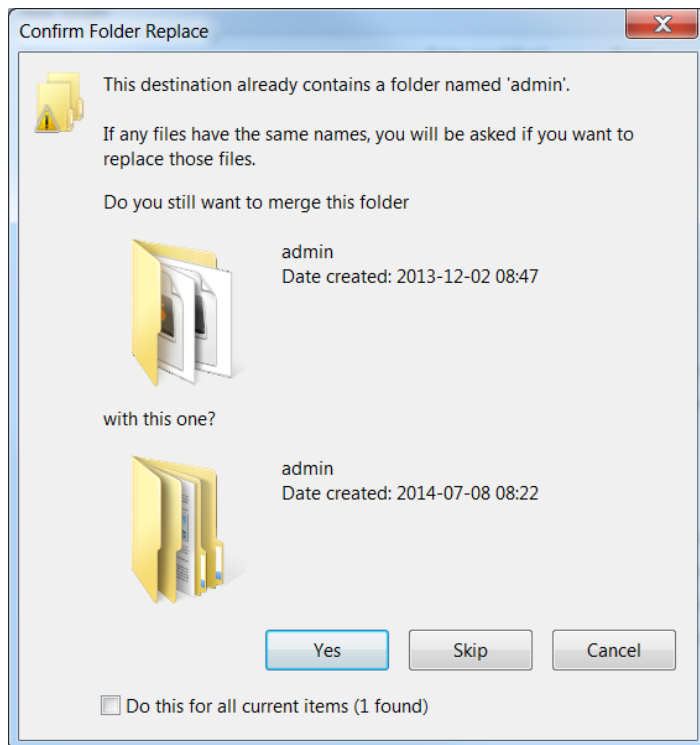 Confirm Folder Replace
This destination already contains a folder named 'admin'.
If any files have the same names, you will be asked if you want to
replace those files.
Do you still want to merge this folder
admin
Date created: 2013-12-02 08:47
with this one?
admin
Date created: 2014-07-08 08:22
Yes
Skip
Cancel
Do this for all current items (1 found)